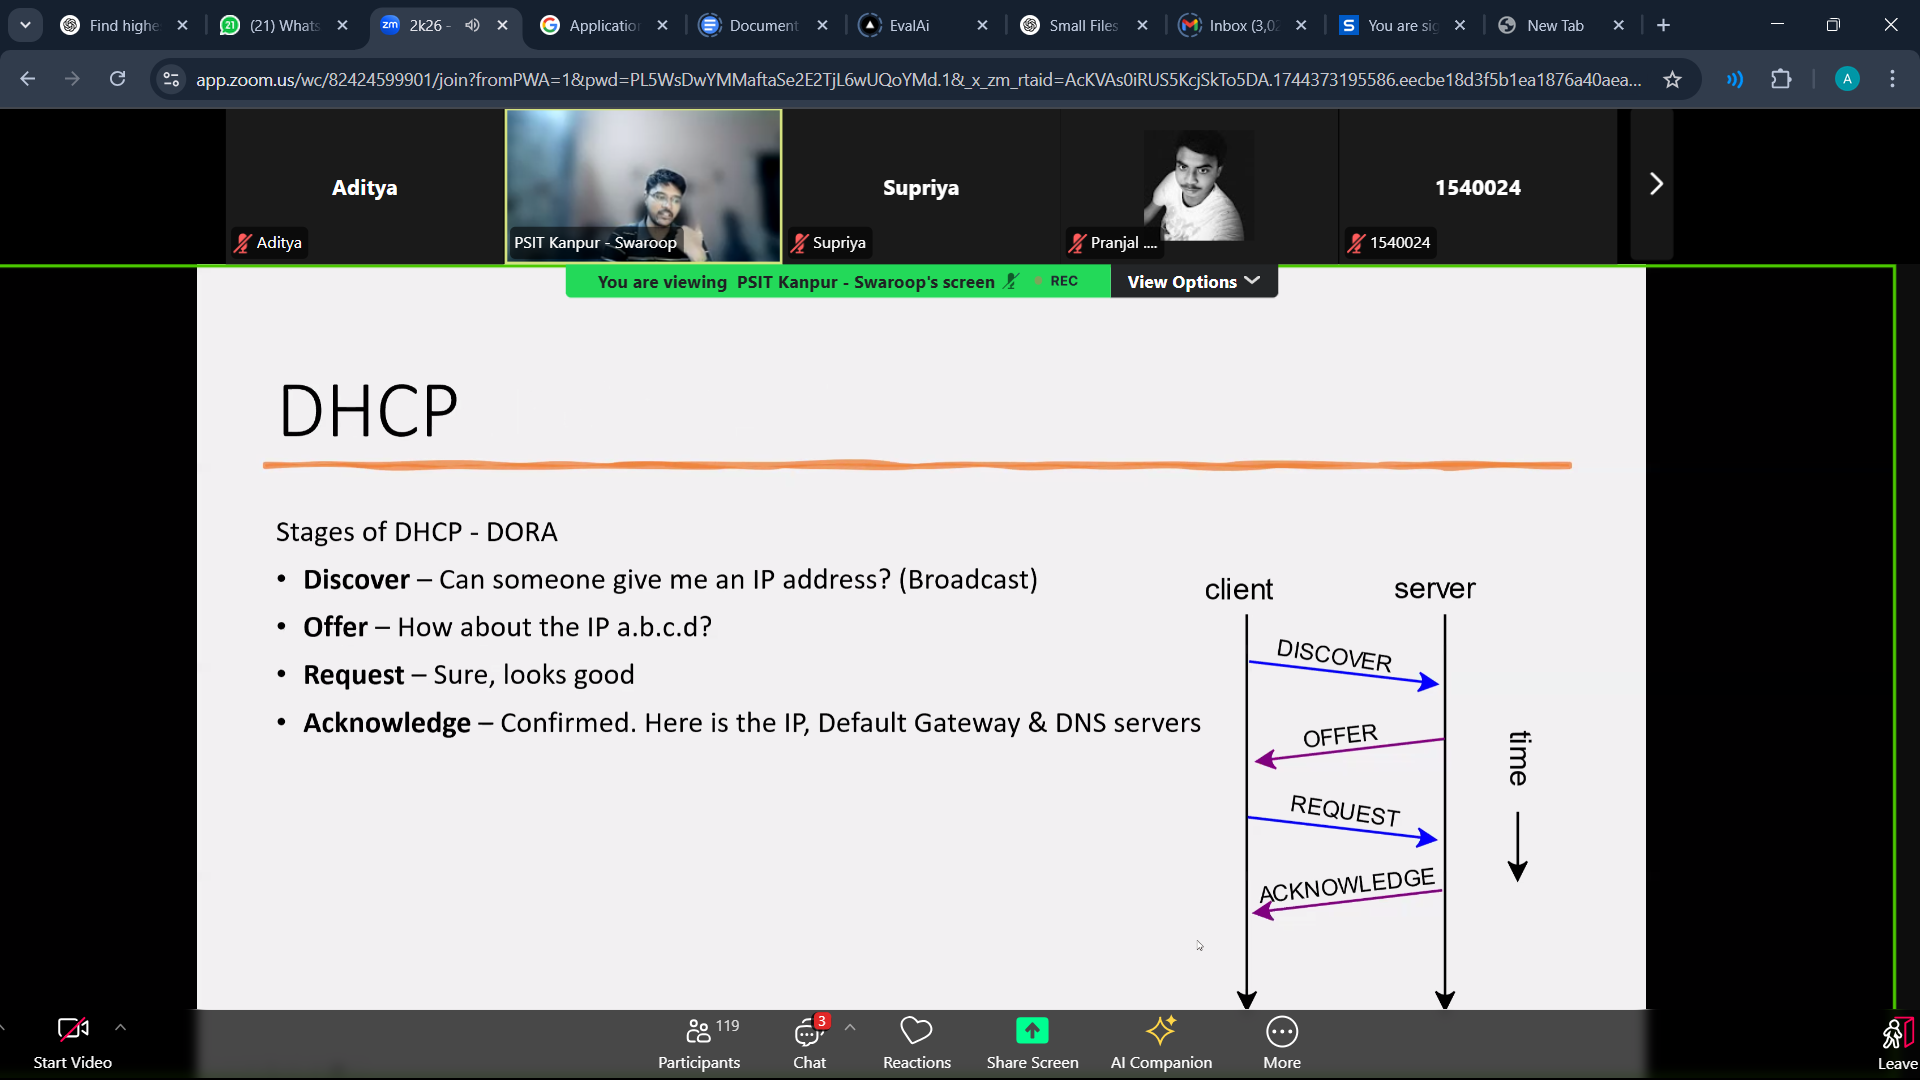 Find highe
(21) Whats
zm 2k26 -
Applicatio
Document
EvalAi
Small Files
Inbox (3,02
S You are sig
New Tab
app.zoom.us/wc/82424599901/join?fromPWA=1&pwd=PL5WsDwYMMaftaSe2E2TjL6wUQoYMd.1&_x_zm_rtaid=AcKVAs0iRUS5KcjSkTo5DA.1744373195586.eecbe18d3f5b1ea1876a40aea...
A
Aditya
Supriya
1540024
Aditya
PSIT Kanpur - Swaroop
Supriya
Pranjal ....
1540024
You are viewing PSIT Kanpur - Swaroop's screen
REC
View Options
DHCP
Stages of DHCP - DORA
• Discover – Can someone give me an IP address? (Broadcast)
• Offer – How about the IP a.b.c.d?
• Request – Sure, looks good
• Acknowledge – Confirmed. Here is the IP, Default Gateway & DNS servers
client
server
DISCOVER
OFFER
REQUEST
ACKNOWLEDGE
time
Start Video
119
Participants
3
Chat
Reactions
Share Screen
AI Companion
More
Leave